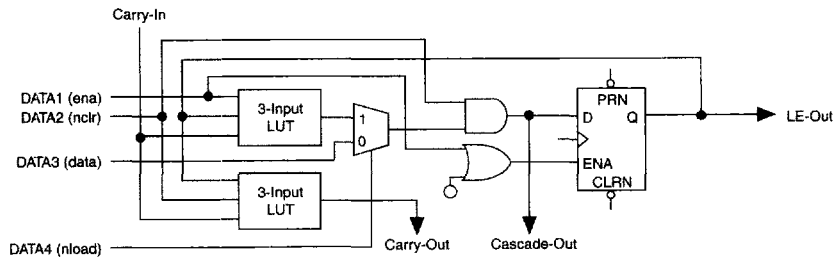 Carry-In
DATA1 (ena)
DATA2 (nclr)
DATA3 (data)
DATA4 (nload)
3-Input
LUT
1
0
3-Input
LUT
Carry-Out
Cascade-Out
PRN
D
Q
ENA
CLRN
LE-Out